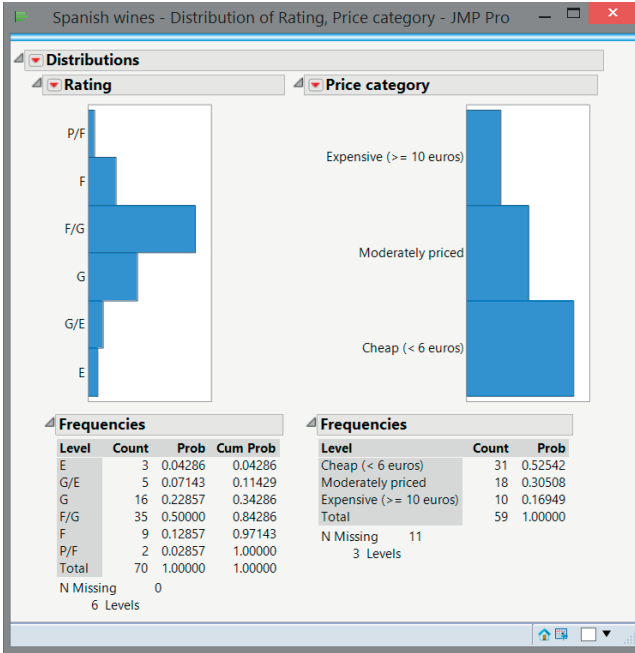 Spanish wines - Distribution of Rating, Price category - JMP Pro
Distributions
Rating
P/F
F
F/G
G
G/E
E
Frequencies
Level Count Prob Cum Prob
E 3 0.04286 0.04286
G/E 5 0.07143 0.11429
G 16 0.22857 0.34286
F/G 35 0.50000 0.84286
F 9 0.12857 0.97143
P/F 2 0.02857 1.00000
Total 70 1.00000 1.00000
N Missing 0
6 Levels
Price category
Expensive (>= 10 euros)
Moderately priced
Cheap (< 6 euros)
Frequencies
Level Count Prob
Cheap (< 6 euros) 31 0.52542
Moderately priced 18 0.30508
Expensive (>= 10 euros) 10 0.16949
Total 59 1.00000
N Missing 11
3 Levels